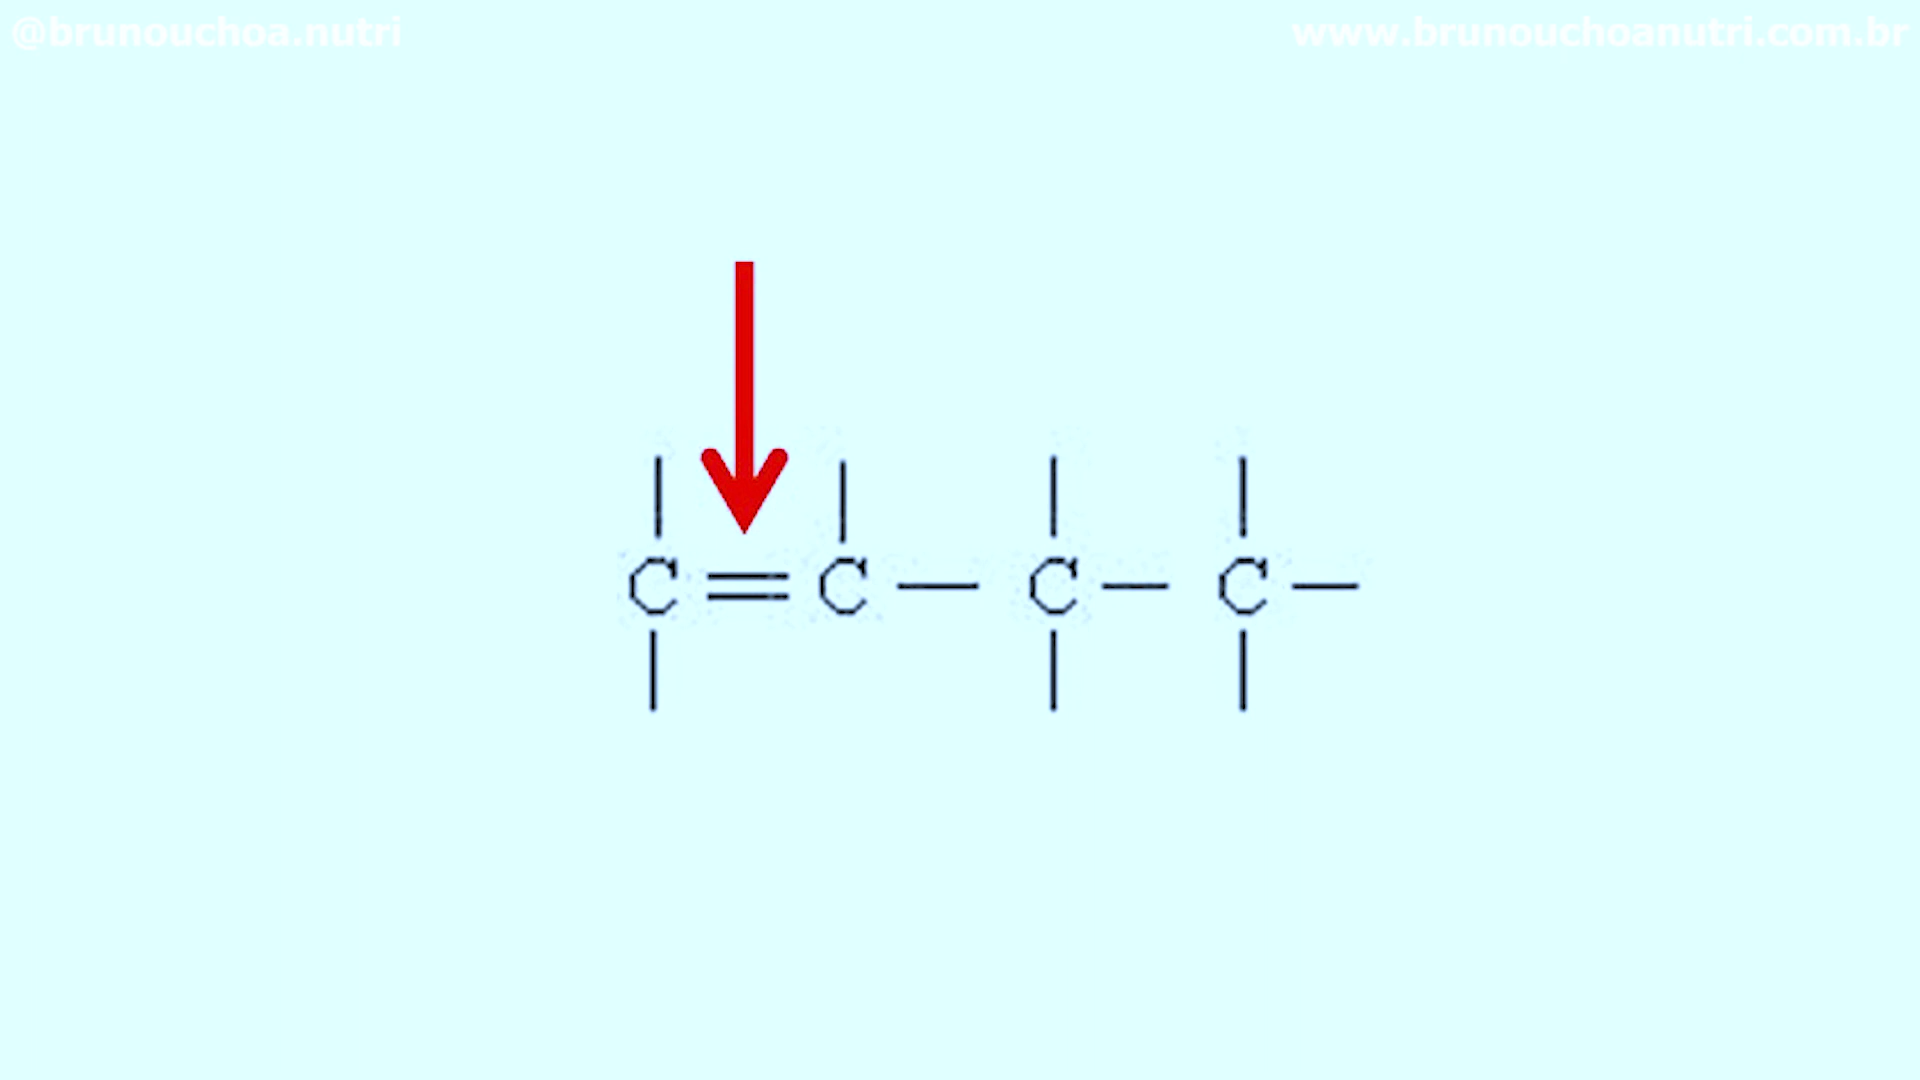 @brunouchoa.nutri
www.brunouchoanutri.com.br
C = C — C — C —